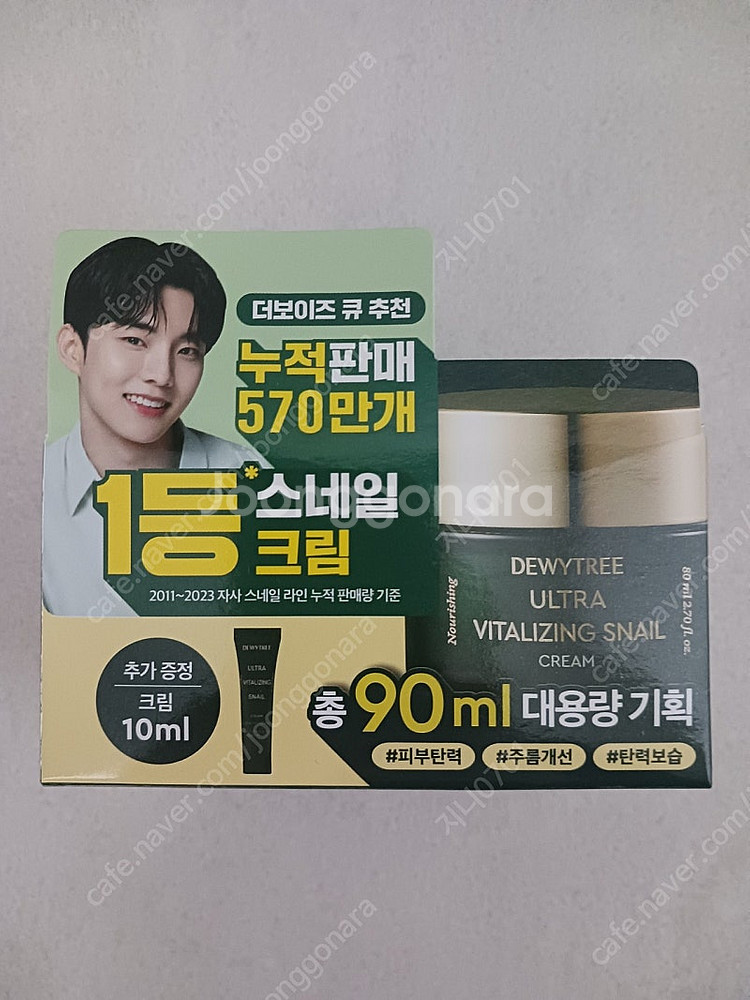 더보이즈 큐 추천
누적판매
570만개
1등*스네일
크림
2011~2023 자사 스네일 라인 누적 판매량 기준
추가 증정
크림
10ml
DEWYTREE
ULTRA
VITALIZING
SNAIL
CREAM
DEWYTREE
ULTRA
VITALIZING SNAIL
CREAM
Nourishing
80 ml 2.70 fl. oz.
총 90ml 대용량 기획
#피부탄력
#주름개선
#탄력보습
joonggonara
cafe.naver.com/joonggonara
지니0701